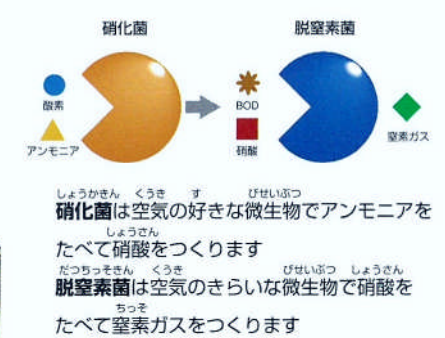 硝化菌 脱窒素菌
酸素 BOD
アンモニア 硝酸 窒素ガス
しょうかきん くうき す びせいぶつ
硝化菌は空気の好きな微生物でアンモニアを
しょうさん
たべて硝酸をつくります
だつちっそきん くうき びせいぶつ しょうさん
脱窒素菌は空気のきらいな微生物で硝酸を
ちっそ
たべて窒素ガスをつくります